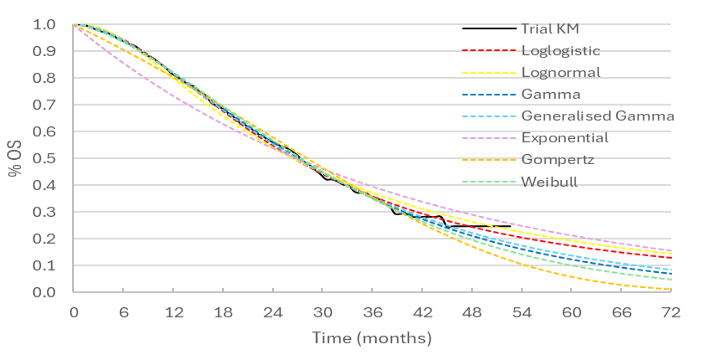 1.0
0.9
0.8
0.7
0.6
0.5
0.4
0.3
0.2
0.1
0.0
% OS
Trial KM
Loglogistic
Lognormal
Gamma
Generalised Gamma
Exponential
Gompertz
Weibull
0 6 12 18 24 30 36 42 48 54 60 66 72
Time (months)